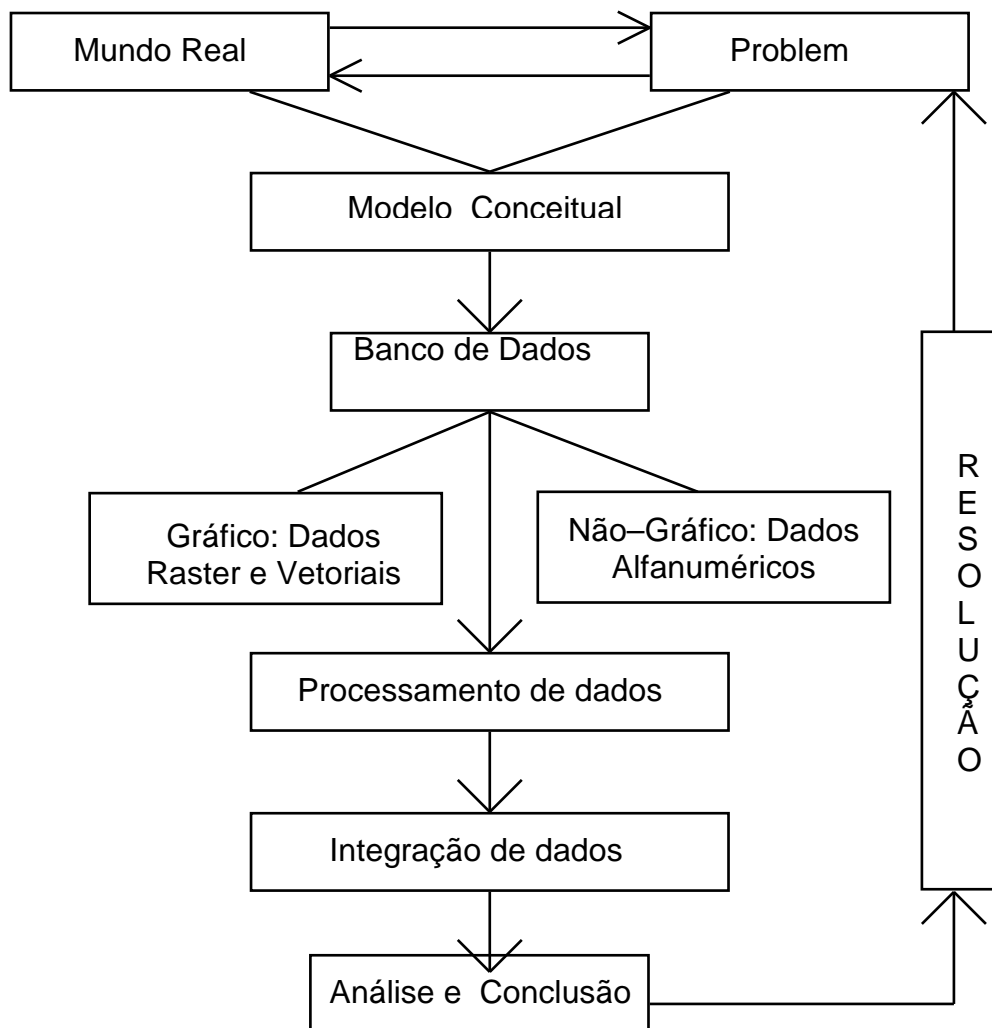 Mundo Real
Problem
Modelo Conceitual
Banco de Dados
Gráfico: Dados
Raster e Vetoriais
Não–Gráfico: Dados
Alfanuméricos
Processamento de dados
Integração de dados
Análise e Conclusão
R
E
S
O
L
U
Ç
Ã
O